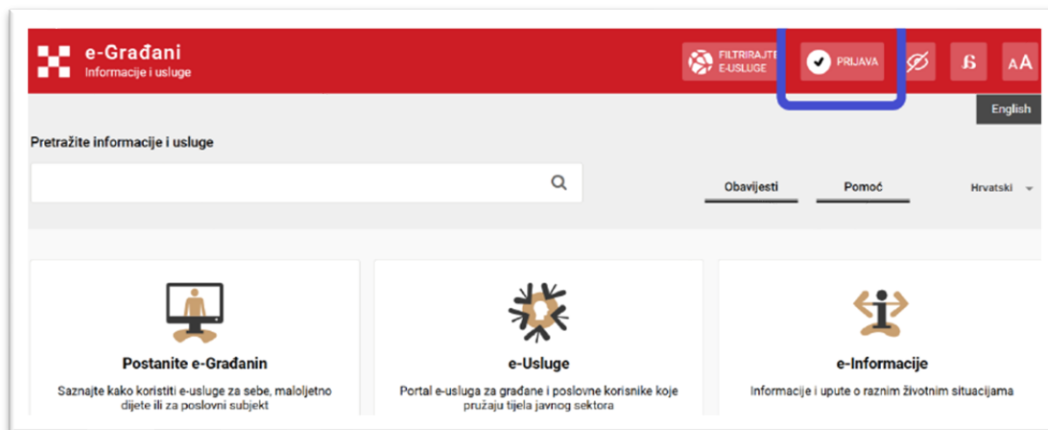 e-Građani
Informacije i usluge
FILTRIRAJTE
E-USLUGE
PRIJAVA
a
AA
English
Pretražite informacije i usluge
Obavijesti
Pomoć
Hrvatski
Postanite e-Građanin
Saznajte kako koristiti e-usluge za sebe, maloljetno
dijete ili za poslovni subjekt
e-Usluge
Portal e-usluga za građane i poslovne korisnike koje
pružaju tijela javnog sektora
e-Informacije
Informacije i upute o raznim životnim situacijama